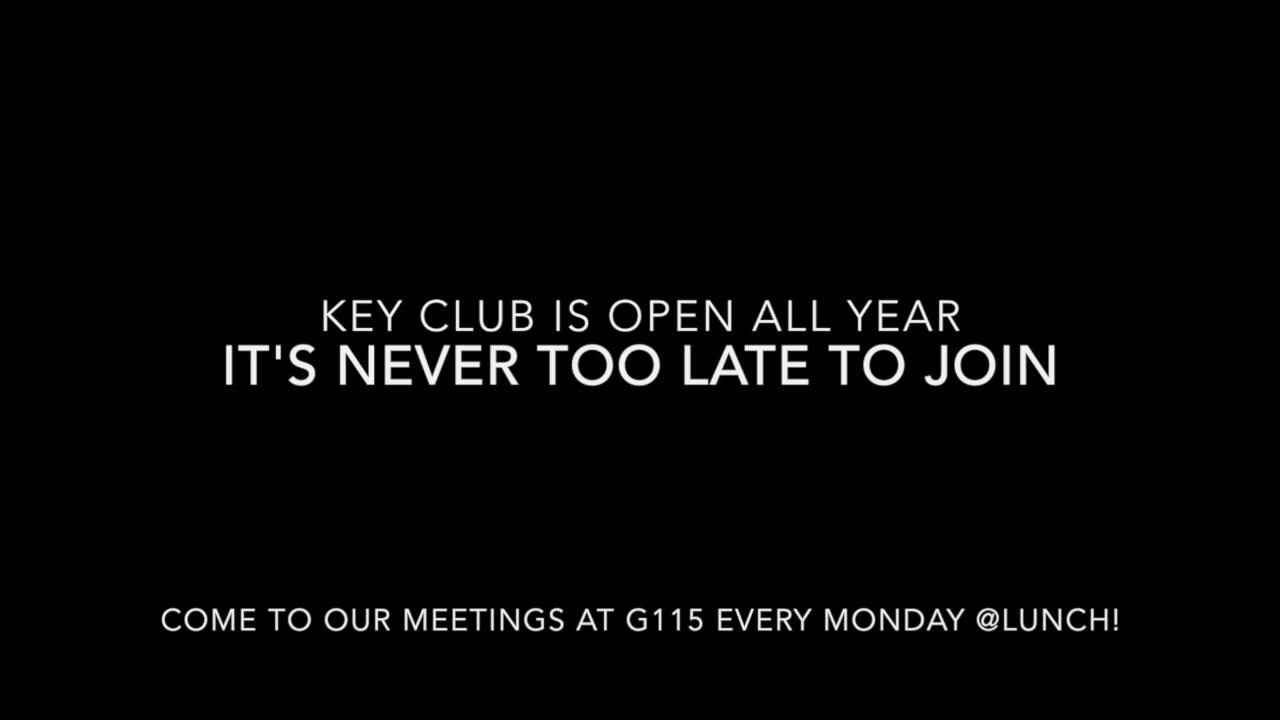 KEY CLUB IS OPEN ALL YEAR
IT'S NEVER TOO LATE TO JOIN
COME TO OUR MEETINGS AT G115 EVERY MONDAY @LUNCH!